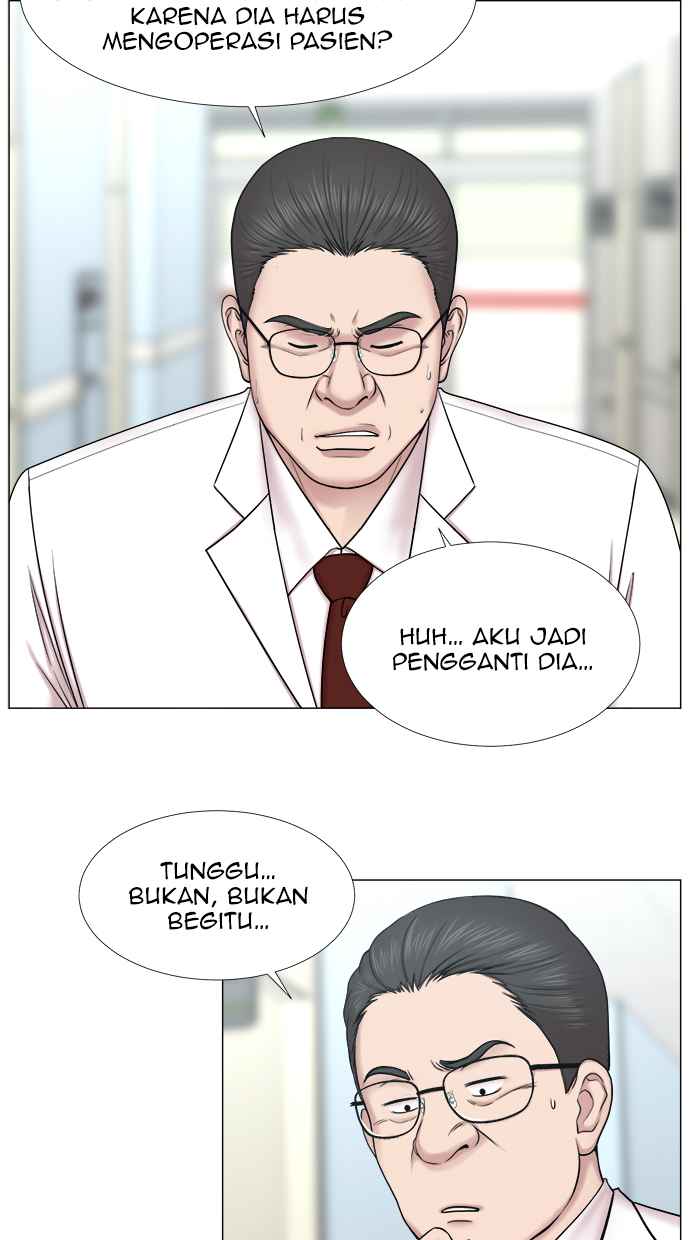 KARENA DIA HARUS
MENGOPERASI PASIEN?
HUH... AKU JADI
PENGGANTI DIA...
TUNGGU...
BUKAN, BUKAN
BEGITU...